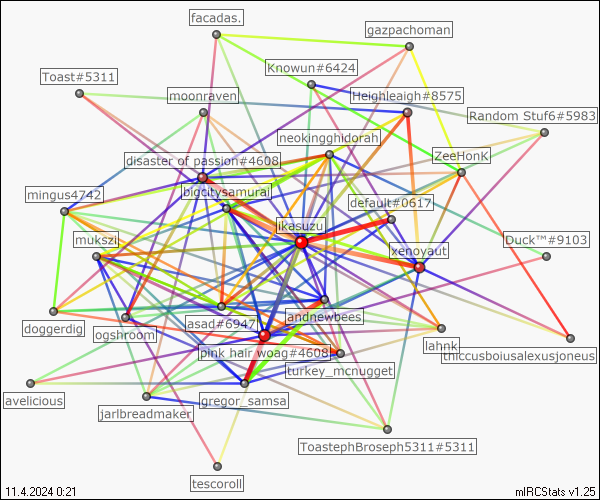 facadas.
gazpachoman
Knowun#6424
Toast#5311
moonraven
Heighleaigh#8575
Random Stuf6#5983
neokingghidorah
ZeeHonK
disaster of passion#4608
bigcitysamurai
mingus4742
default#0617
ikasuzu
mukszi
Duck™#9103
xenoyaut
doggerdig
ogshroom
asad#6947
andnewbees
lahnk
pink hair woag#4608
thiccusboiusalexusjoneus
turkey_mcnugget
avelicious
jarlbreadmaker
gregor_samsa
ToastephBroseph5311#5311
tescoroll
11.4.2024 0:21
mIRCStats v1.25